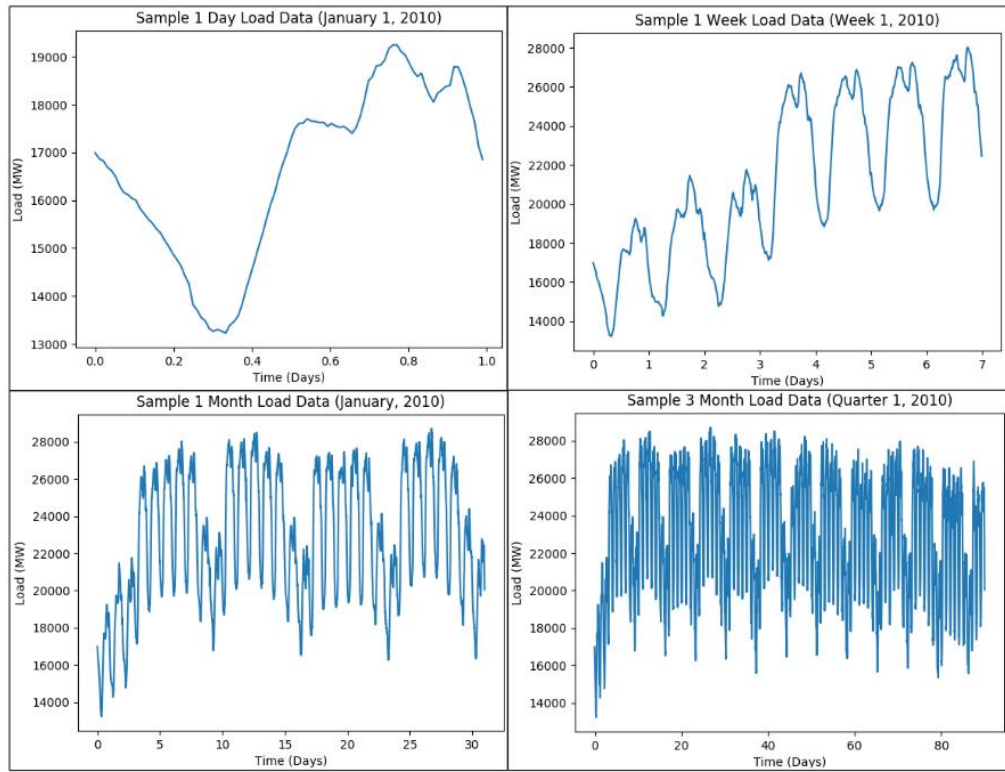 Sample 1 Day Load Data (January 1, 2010)
19000
18000
17000
16000
15000
14000
13000
Load (MW)
0.0 0.2 0.4 0.6 0.8 1.0
Time (Days)
Sample 1 Week Load Data (Week 1, 2010)
28000
26000
24000
22000
20000
18000
16000
14000
Load (MW)
0 1 2 3 4 5 6 7
Time (Days)
Sample 1 Month Load Data (January, 2010)
28000
26000
24000
22000
20000
18000
16000
14000
Load (MW)
0 5 10 15 20 25 30
Time (Days)
Sample 3 Month Load Data (Quarter 1, 2010)
28000
26000
24000
22000
20000
18000
16000
14000
Load (MW)
0 20 40 60 80
Time (Days)